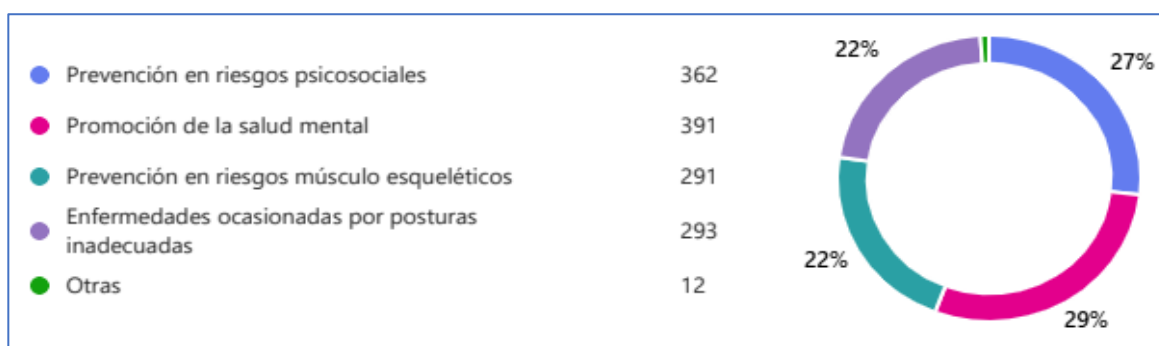 Prevención en riesgos psicosociales 362
Promoción de la salud mental 391
Prevención en riesgos músculo esqueléticos 291
Enfermedades ocasionadas por posturas
inadecuadas 293
Otras 12
22% 27%
22%
29%